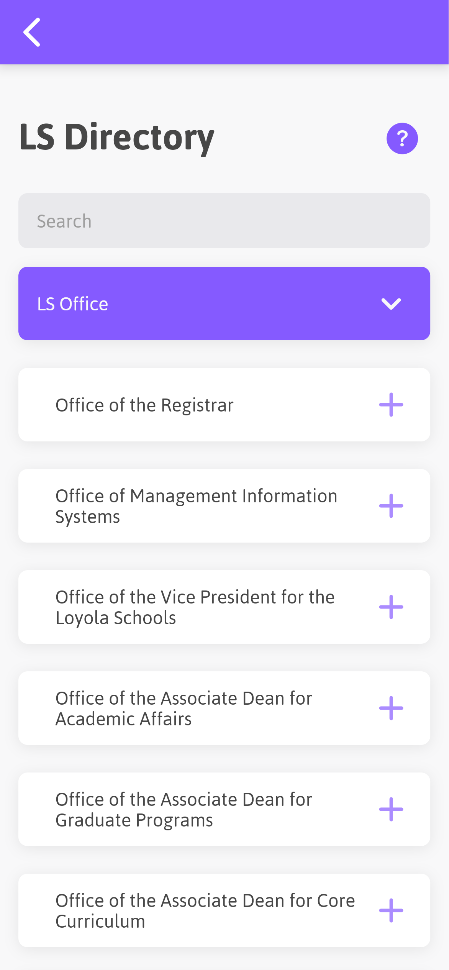 LS Directory
?
Search
LS Office
Office of the Registrar
Office of Management Information
Systems
Office of the Vice President for the
Loyola Schools
Office of the Associate Dean for
Academic Affairs
Office of the Associate Dean for
Graduate Programs
Office of the Associate Dean for Core
Curriculum